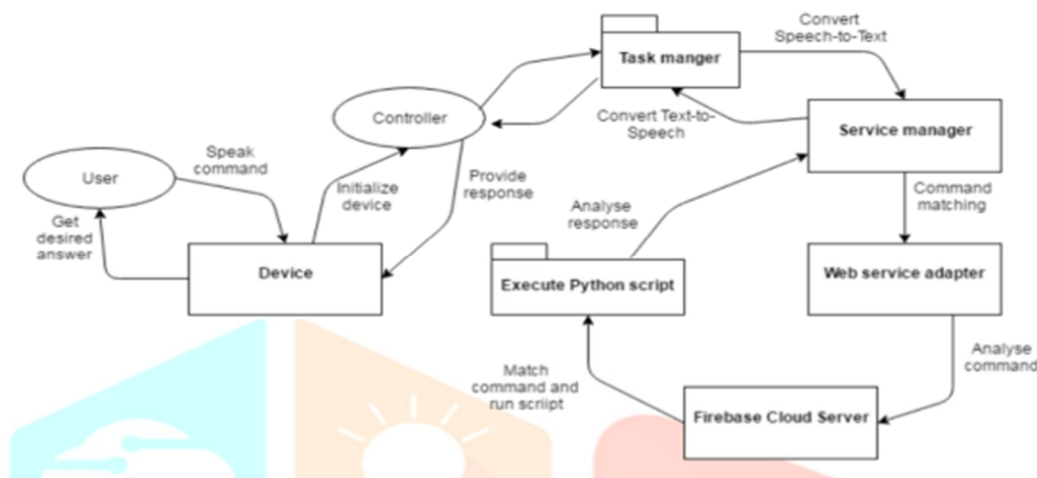 Convert
Speech-to-Text
Task manger
Controller
Convert Text-to-
Speech
Service manager
Speak
command
User
Initialize
device
Provide
response
Command
matching
Analyse
response
Get
desired
answer
Device
Execute Python script
Web service adapter
Analyse
command
Match
command and
run scriipt
Firebase Cloud Server